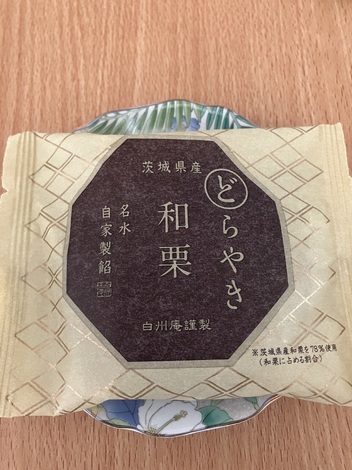 茨城県産
どらやき
和栗
名水
自家製餡
白州庵謹製
※茨城県産和栗を78%使用
(和栗に占める割合)